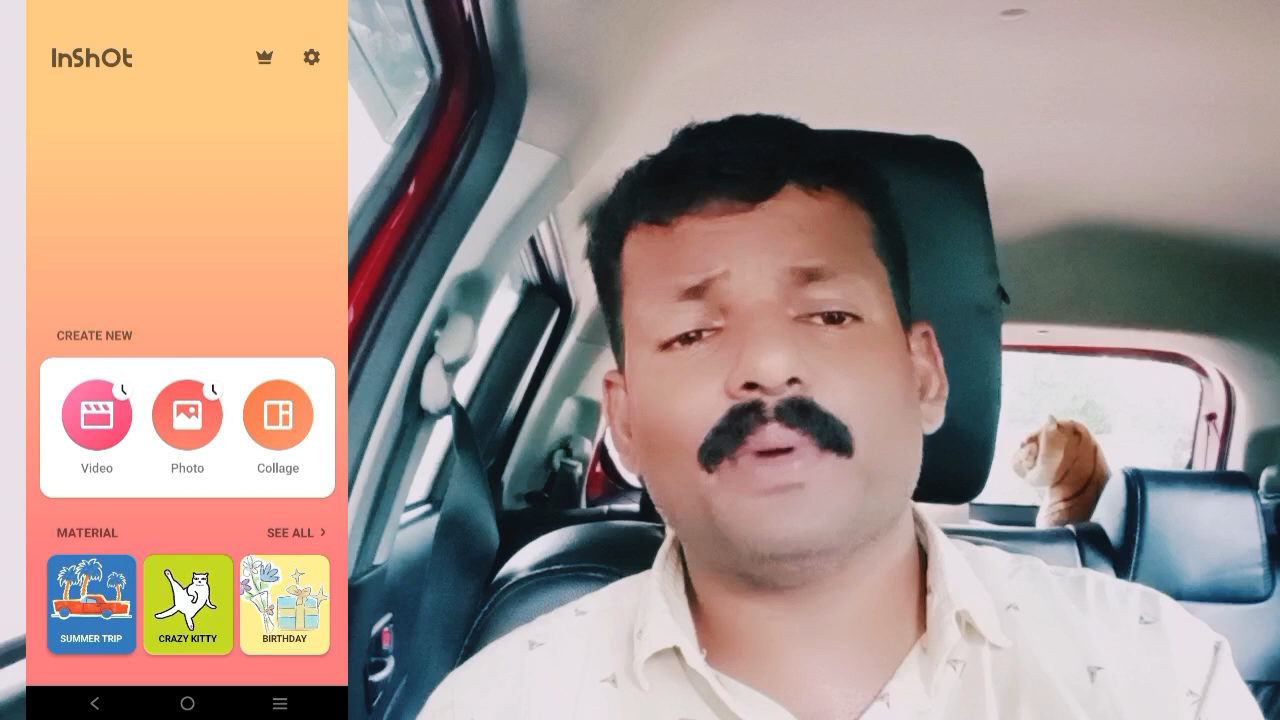 InShOt
CREATE NEW
Video Photo Collage
MATERIAL SEE ALL >
SUMMER TRIP CRAZY KITTY BIRTHDAY